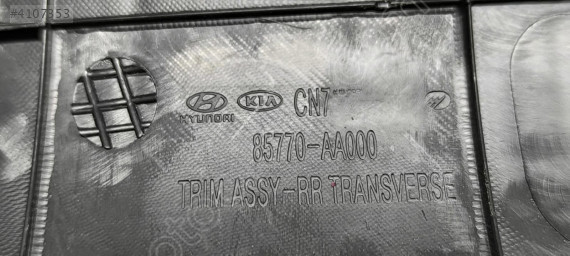 #4107353
HYUNDAI KIA CN7
85770-AA000
TRIM ASSY-RR TRANSVERSE